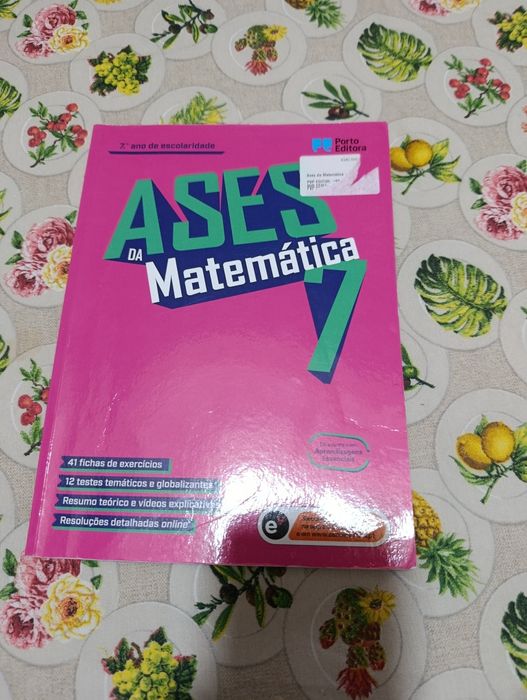 7.º ano de escolaridade
Porto
Editora
Ases da Matemática
ASES
DA
Matemática
7
41 fichas de exercícios
12 testes temáticos e globalizantes
Resumo teórico e vídeos explicativos
Resoluções detalhadas online
Aprendizagens
Essenciais
e